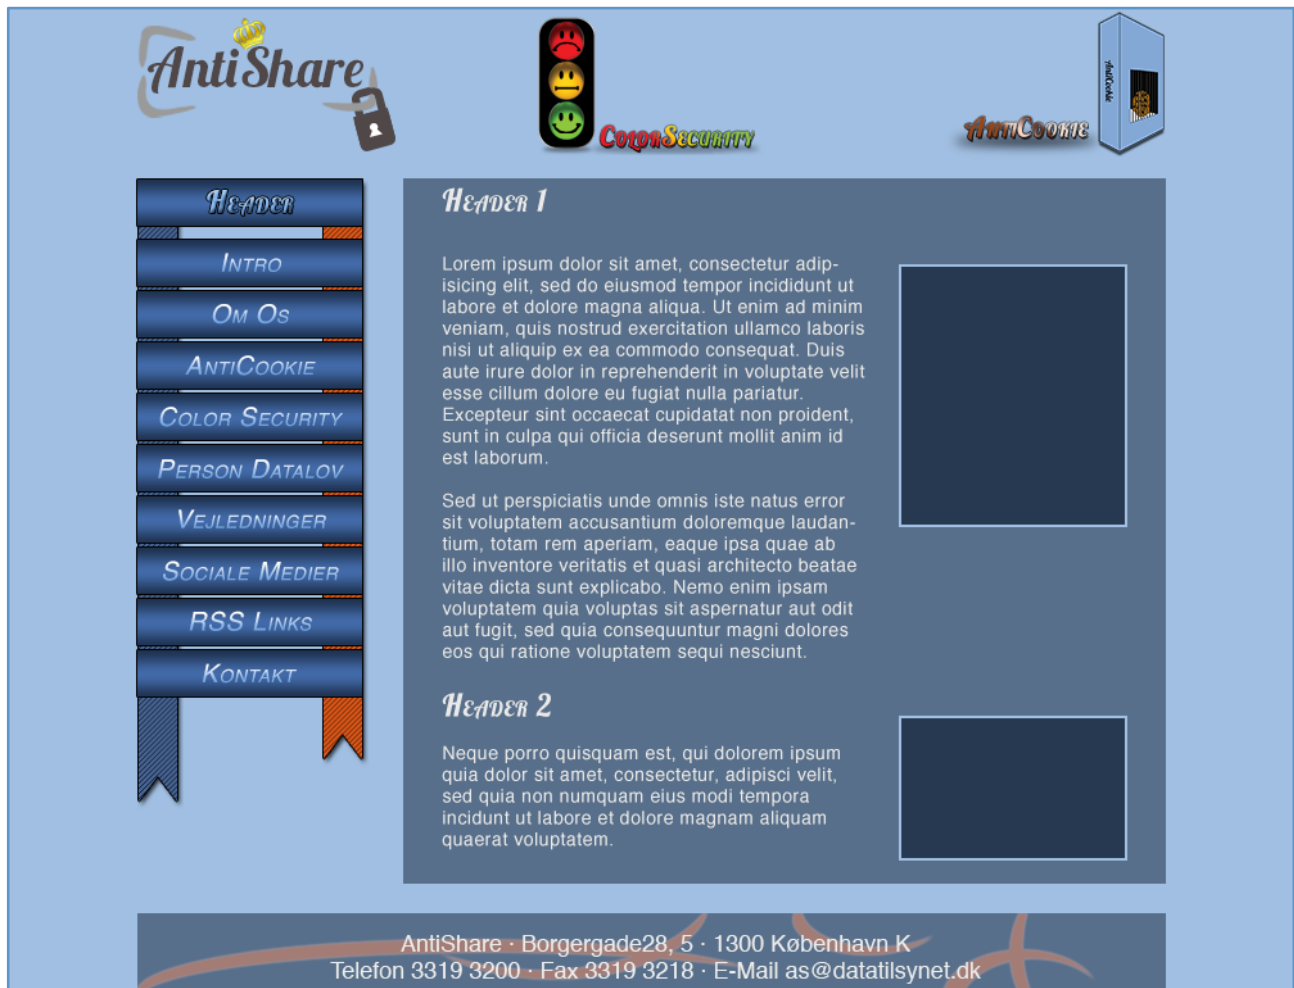 AntiShare
ColorSecurity
AntiCookie
AntiCookie
Header
Intro
Om Os
AntiCookie
Color Security
Person Datalov
Vejledninger
Sociale Medier
RSS Links
Kontakt
Header 1
Lorem ipsum dolor sit amet, consectetur adip-
isicing elit, sed do eiusmod tempor incididunt ut
labore et dolore magna aliqua. Ut enim ad minim
veniam, quis nostrud exercitation ullamco laboris
nisi ut aliquip ex ea commodo consequat. Duis
aute irure dolor in reprehenderit in voluptate velit
esse cillum dolore eu fugiat nulla pariatur.
Excepteur sint occaecat cupidatat non proident,
sunt in culpa qui officia deserunt mollit anim id
est laborum.
Sed ut perspiciatis unde omnis iste natus error
sit voluptatem accusantium doloremque laudan-
tium, totam rem aperiam, eaque ipsa quae ab
illo inventore veritatis et quasi architecto beatae
vitae dicta sunt explicabo. Nemo enim ipsam
voluptatem quia voluptas sit aspernatur aut odit
aut fugit, sed quia consequuntur magni dolores
eos qui ratione voluptatem sequi nesciunt.
Header 2
Neque porro quisquam est, qui dolorem ipsum
quia dolor sit amet, consectetur, adipisci velit,
sed quia non numquam eius modi tempora
incidunt ut labore et dolore magnam aliquam
quaerat voluptatem.
AntiShare · Borgergade28, 5 · 1300 København K
Telefon 3319 3200 · Fax 3319 3218 · E-Mail as@datatilsynet.dk